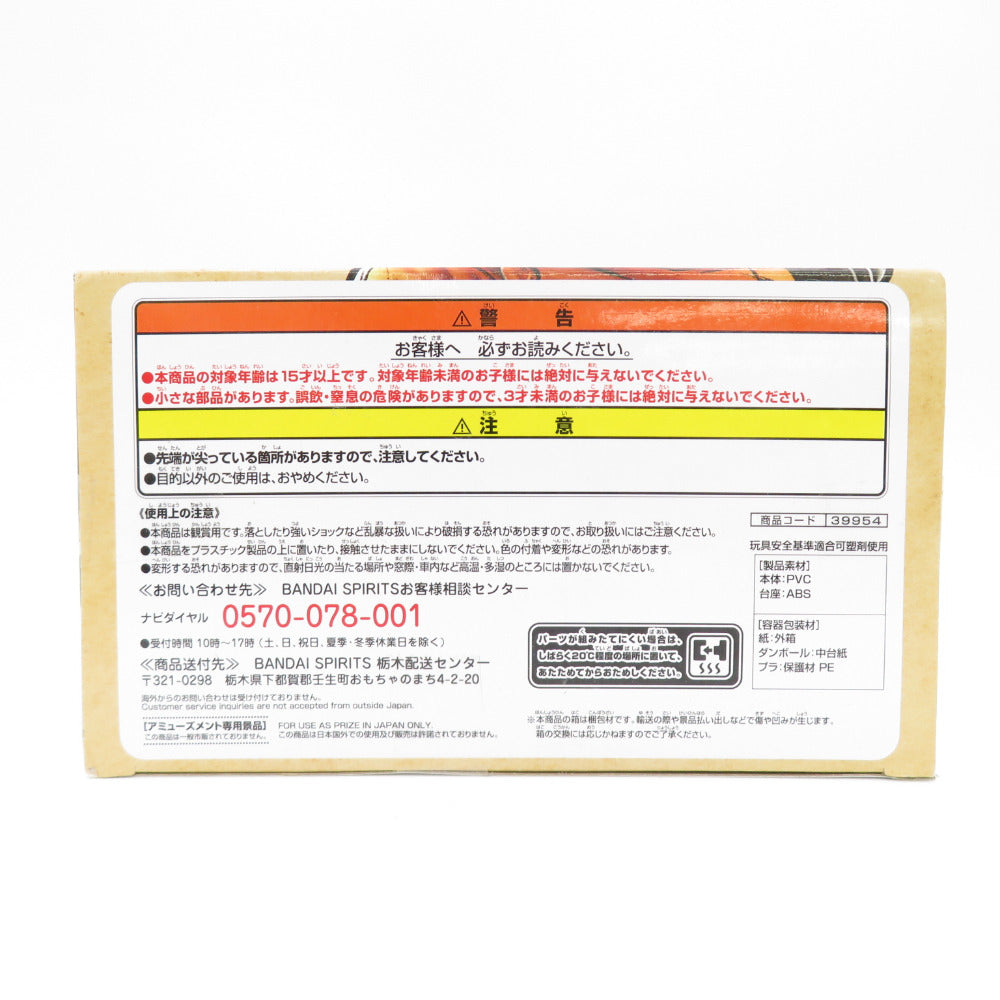 ⚠警 告
お客様へ 必ずお読みください。
●本商品の対象年齢は15才以上です。対象年齢未満のお子様には絶対に与えないでください。
●小さな部品があります。誤飲・窒息の危険がありますので、3才未満のお子様には絶対に与えないでください。
⚠注 意
●先端が尖っている箇所がありますので、注意してください。
●目的以外のご使用は、おやめください。
《使用上の注意》
●本商品は観賞用です。落としたり強いショックなど乱暴な扱いにより破損する恐れがありますので、お取り扱いにはご注意ください。
●本商品をプラスチック製品の上に置いたり、接触させたままにしないでください。色の付着や変形などの恐れがあります。
●変形する恐れがありますので、直射日光の当たる場所や窓際・車内など高温・多湿のところには置かないでください。
≪お問い合わせ先≫ BANDAI SPIRITSお客様相談センター
ナビダイヤル 0570-078-001
●受付時間 10時～17時(土、日、祝日、夏季・冬季休業日を除く)
≪商品送付先≫ BANDAI SPIRITS 栃木配送センター
〒321-0298 栃木県下都賀郡壬生町おもちゃのまち4-2-20
海外からのお問い合わせは受け付けておりません。
Customer service inquiries are not accepted from outside Japan.
[アミューズメント専用景品]
この商品は一般市販されておりません。
FOR USE AS PRIZE IN JAPAN ONLY.
この商品は日本国外での使用及び販売は許諾されておりません。
商品コード 39954
玩具安全基準適合可塑剤使用
[製品素材]
本体:PVC
台座:ABS
[容器包装材]
紙:外箱
ダンボール:中台紙
プラ:保護材 PE
パーツが組みたてにくい場合は、
しばらく20℃程度の場所に置いて、
あたためてからおためしください。
※本商品の箱は梱包材です。輸送の際や景品払い出しなどで傷や凹みが生じます。
箱の交換には応じかねますのでご了承ください。